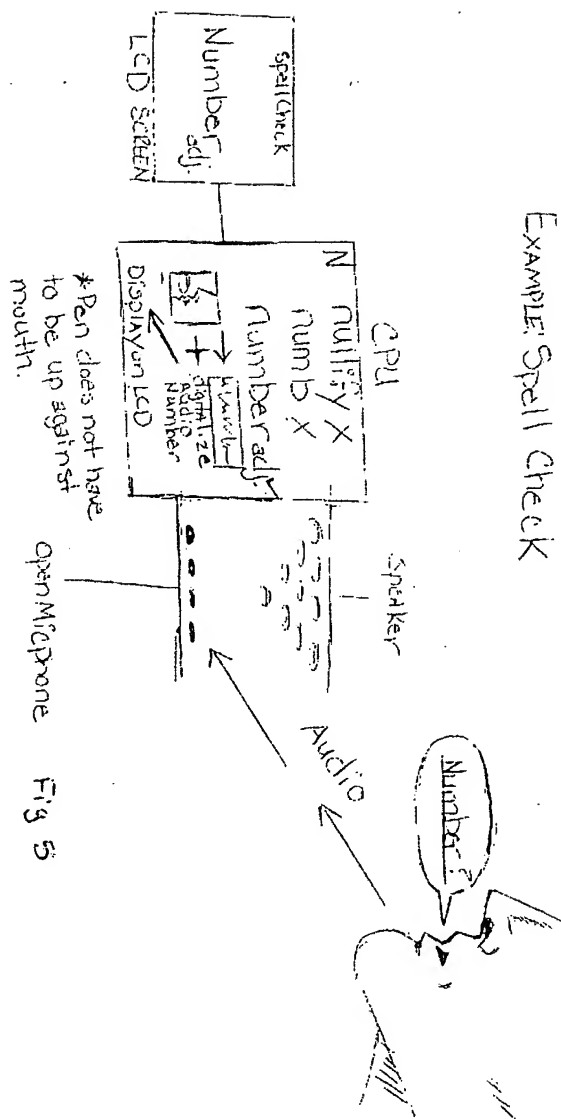 EXAMPLE: Spell Check
CPU
Spell Check
Number
adj.
LCD SCREEN
N
nullify X
numb X
number adj. ✓
+
digitalize
Audio
Number
Display on LCD
*Pen does not have
to be up against
mouth.
Speaker
Open Micphone
Audio
Number?
Fig 5